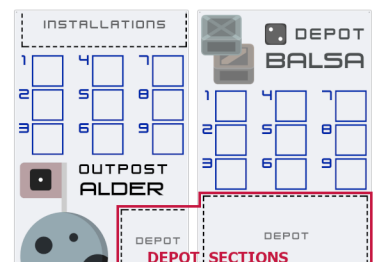 INSTALLATIONS
1 4 7
2 5 8
3 6 9
OUTPOST
ALDER
DEPOT
DEPOT
BALSA
1 4 7
2 5 8
3 6 9
DEPOT
DEPOT SECTIONS